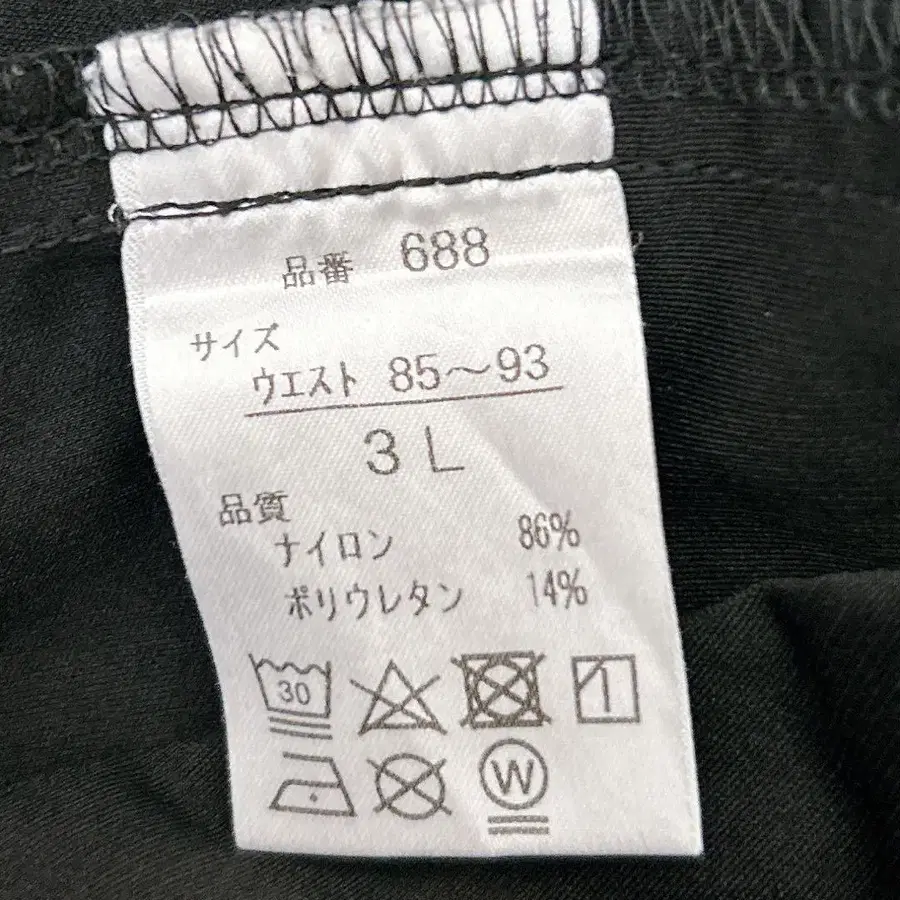 品番 688
サイズ
ウエスト 85〜93
3L
品質
ナイロン 86%
ポリウレタン 14%
30
W